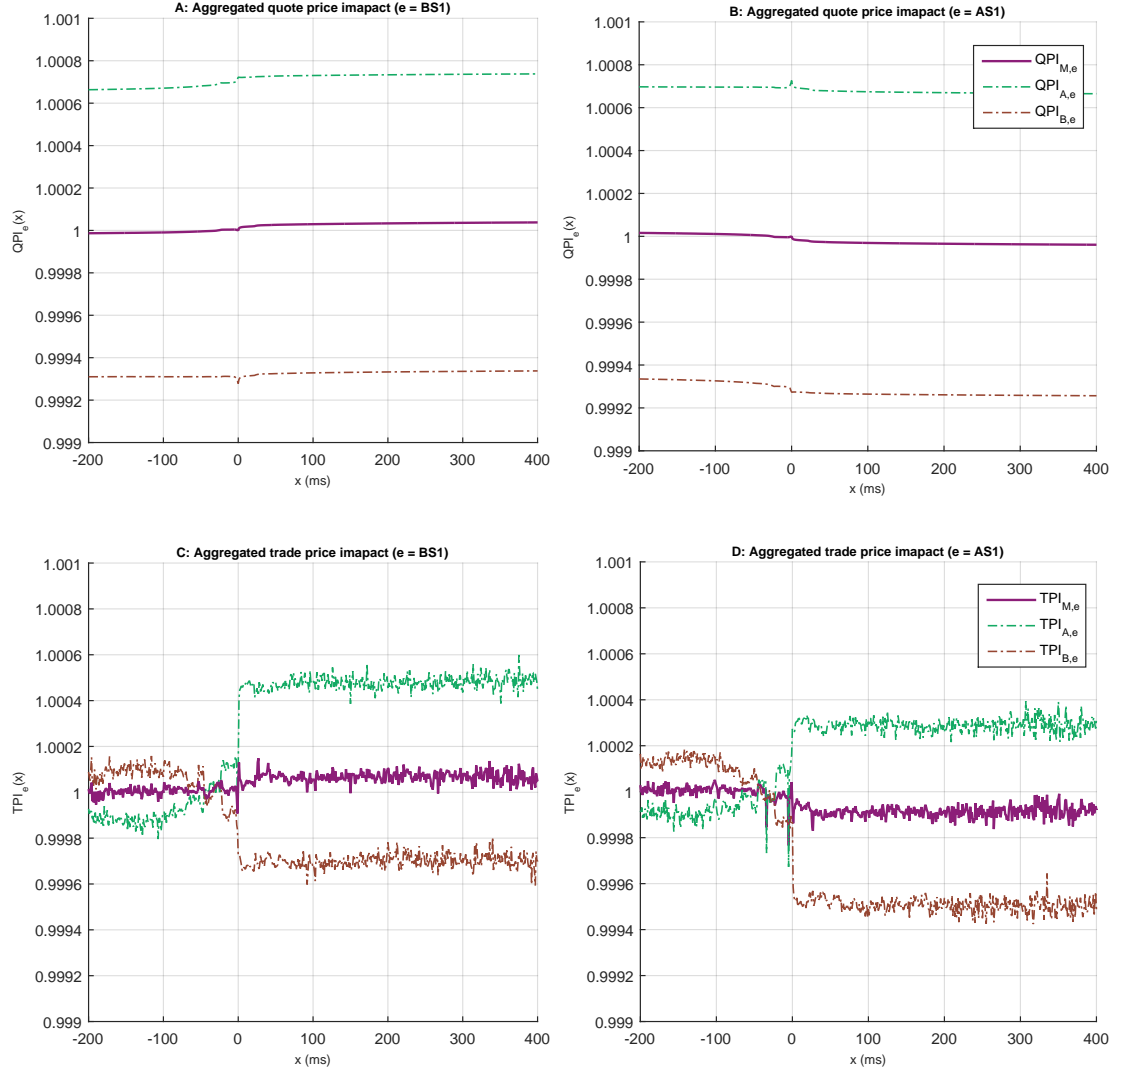 A: Aggregated quote price imapact (e = BS1)
1.001
1.0008
1.0006
1.0004
1.0002
1
0.9998
0.9996
0.9994
0.9992
0.999
QPI_e(x)
-200 -100 0 100 200 300 400
x (ms)
B: Aggregated quote price imapact (e = AS1)
1.001
1.0008
1.0006
1.0004
1.0002
1
0.9998
0.9996
0.9994
0.9992
0.999
QPI_e(x)
-200 -100 0 100 200 300 400
x (ms)
QPI_M,e
QPI_A,e
QPI_B,e
C: Aggregated trade price imapact (e = BS1)
1.001
1.0008
1.0006
1.0004
1.0002
1
0.9998
0.9996
0.9994
0.9992
0.999
TPI_e(x)
-200 -100 0 100 200 300 400
x (ms)
D: Aggregated trade price imapact (e = AS1)
1.001
1.0008
1.0006
1.0004
1.0002
1
0.9998
0.9996
0.9994
0.9992
0.999
TPI_e(x)
-200 -100 0 100 200 300 400
x (ms)
TPI_M,e
TPI_A,e
TPI_B,e